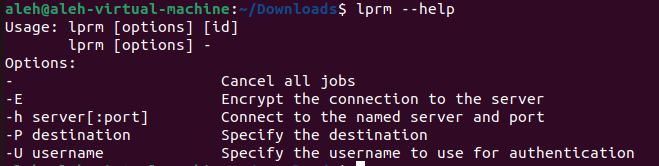 aleh@aleh-virtual-machine:~/Downloads$ lprm --help
Usage: lprm [options] [id]
       lprm [options] -
Options:
-                       Cancel all jobs
-E                      Encrypt the connection to the server
-h server[:port]        Connect to the named server and port
-P destination          Specify the destination
-U username             Specify the username to use for authentication